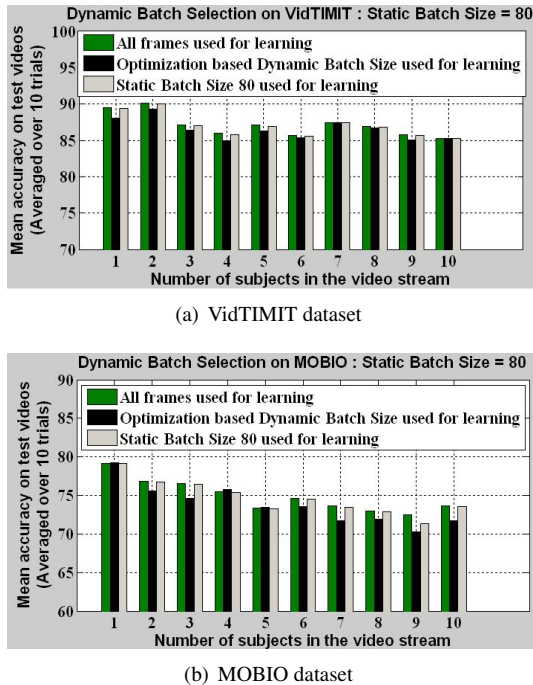 Dynamic Batch Selection on VidTIMIT : Static Batch Size = 80
Mean accuracy on test videos
(Averaged over 10 trials)
100
95
90
85
80
75
70
All frames used for learning
Optimization based Dynamic Batch Size used for learning
Static Batch Size 80 used for learning
1 2 3 4 5 6 7 8 9 10
Number of subjects in the video stream
(a) VidTIMIT dataset
Dynamic Batch Selection on MOBIO : Static Batch Size = 80
Mean accuracy on test videos
(Averaged over 10 trials)
90
85
80
75
70
65
60
All frames used for learning
Optimization based Dynamic Batch Size used for learning
Static Batch Size 80 used for learning
1 2 3 4 5 6 7 8 9 10
Number of subjects in the video stream
(b) MOBIO dataset